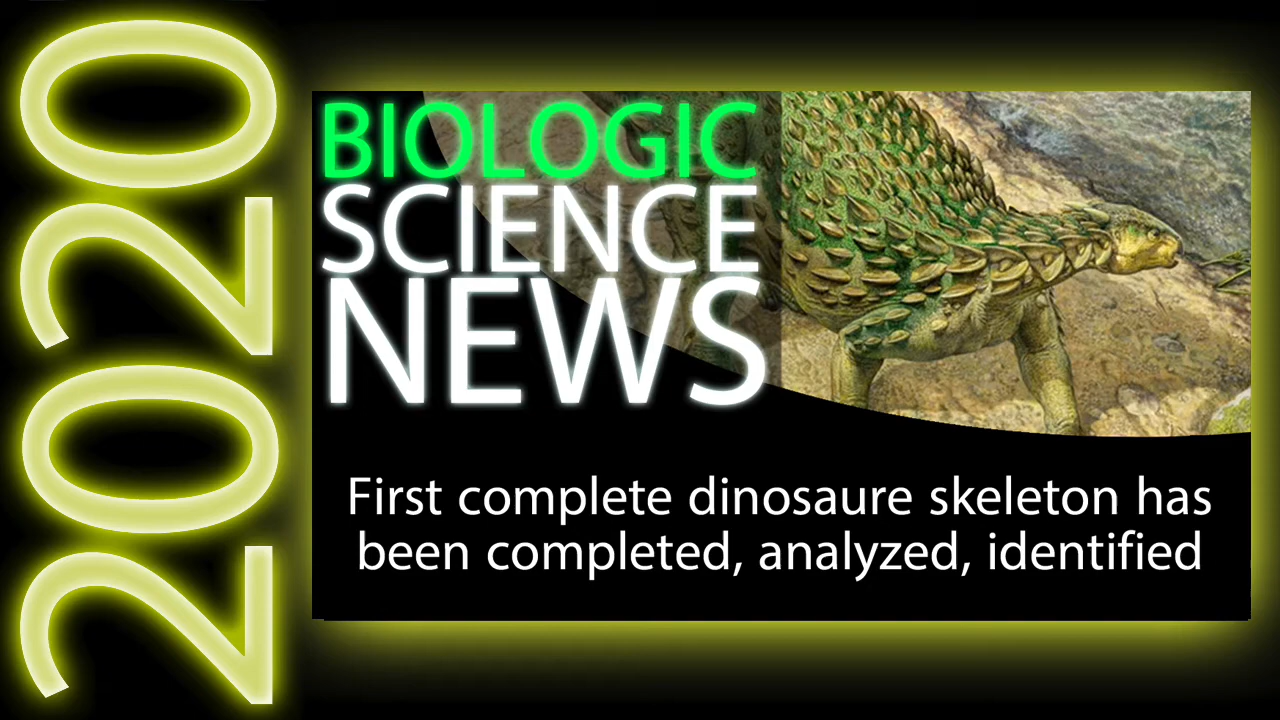 2020
BIOLOGIC
SCIENCE
NEWS
First complete dinosaure skeleton has
been completed, analyzed, identified